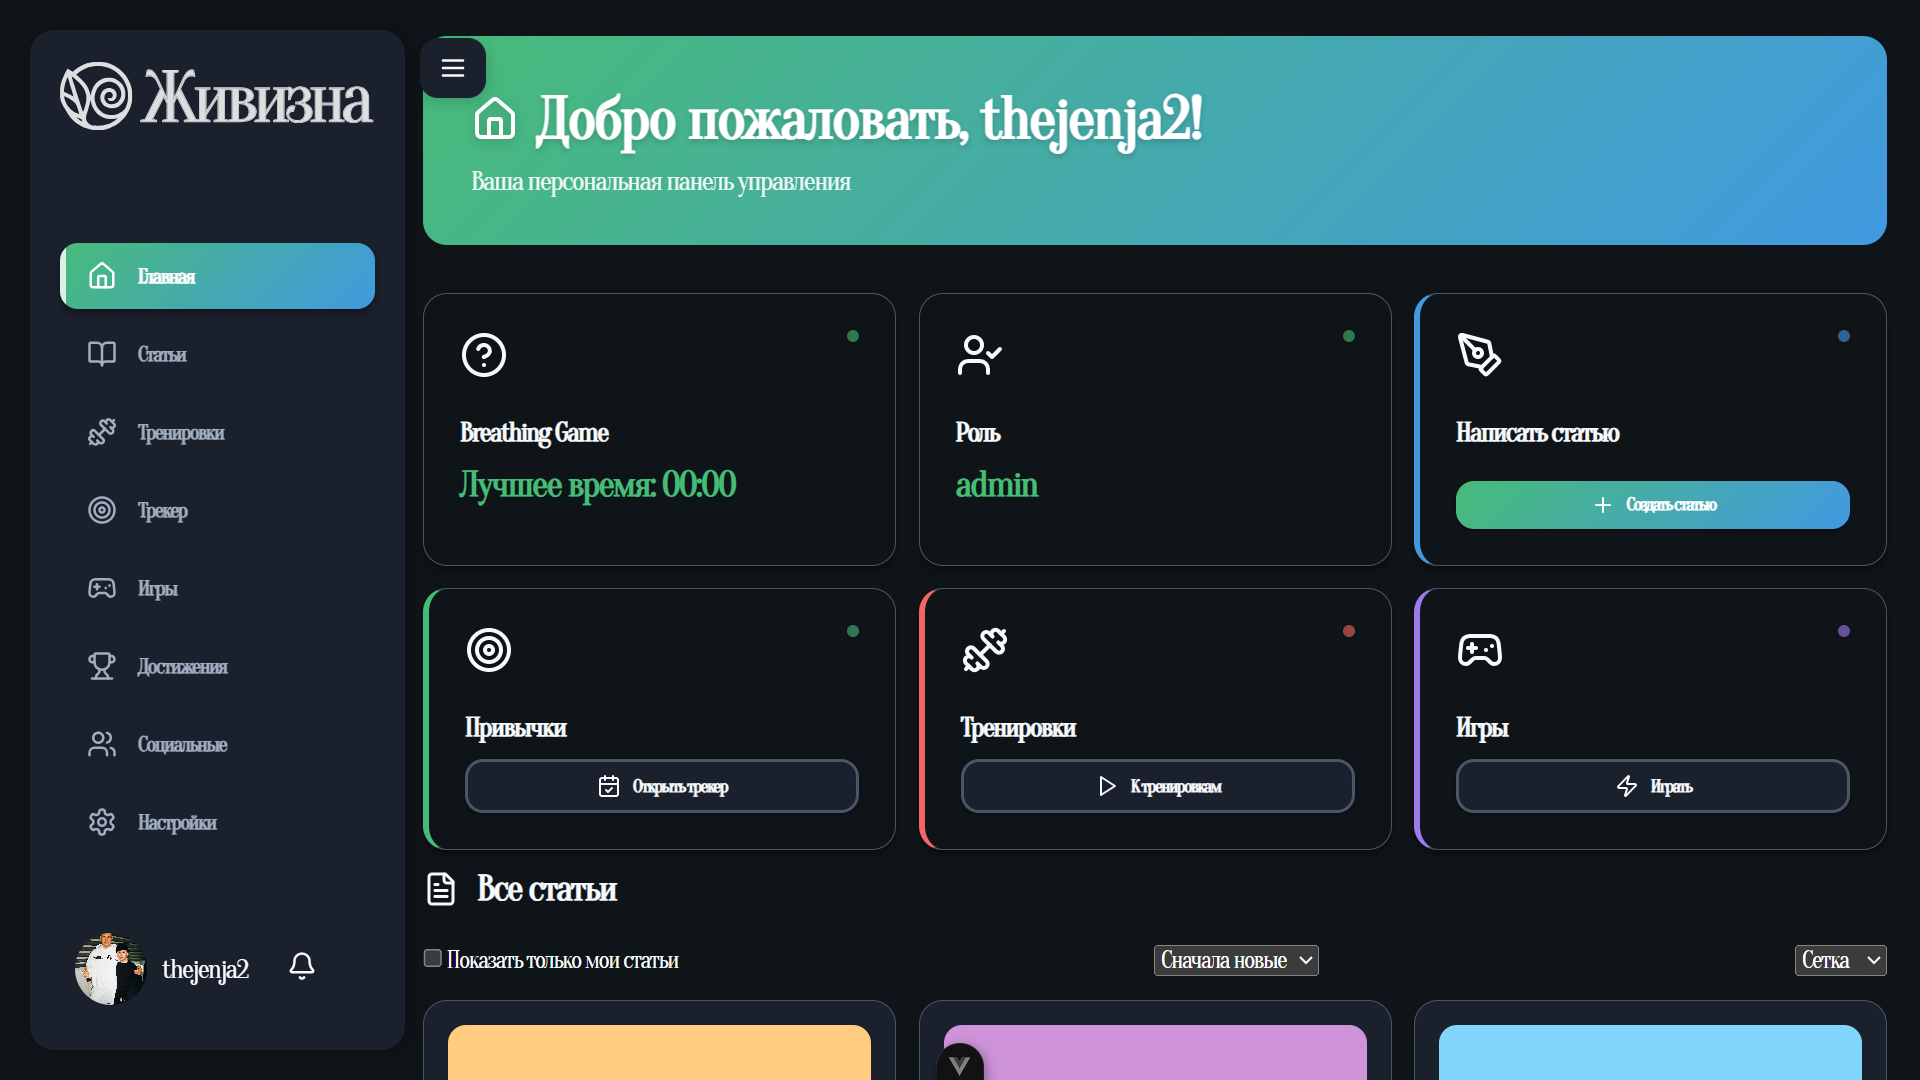 Живизна
Главная
Статьи
Тренировки
Трекер
Игры
Достижения
Социальные
Настройки
thejenja2
Добро пожаловать, thejenja2!
Ваша персональная панель управления
Breathing Game
Лучшее время: 00:00
Роль
admin
Написать статью
Создать статью
Привычки
Открыть трекер
Тренировки
К тренировкам
Игры
Играть
Все статьи
Показать только мои статьи
Сначала новые
Сетка